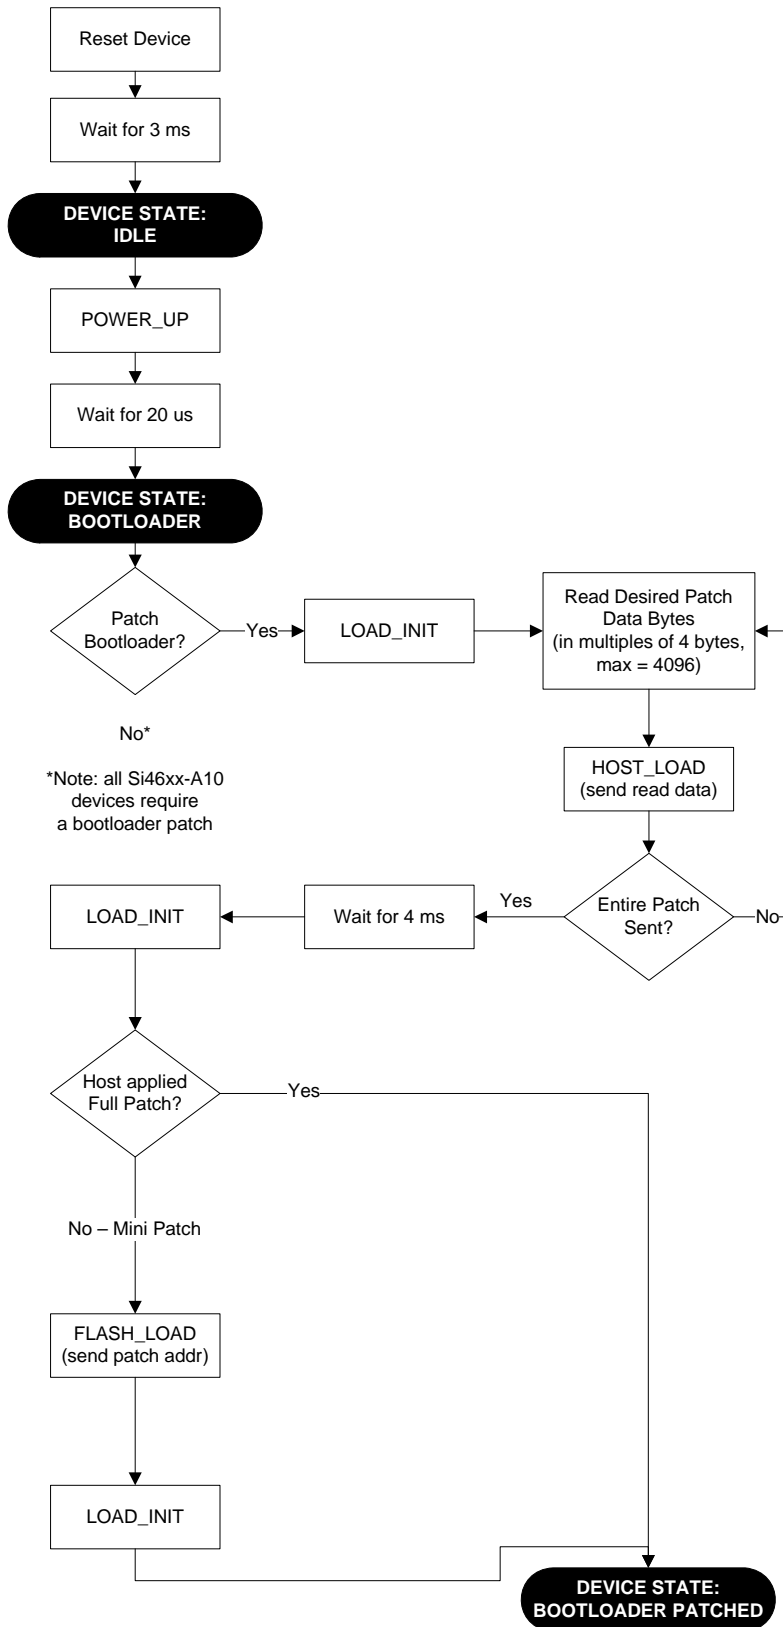 Reset Device
Wait for 3 ms
DEVICE STATE:
IDLE
POWER_UP
Wait for 20 us
DEVICE STATE:
BOOTLOADER
Patch
Bootloader?
Yes
LOAD_INIT
Read Desired Patch
Data Bytes
(in multiples of 4 bytes,
max = 4096)
No*
*Note: all Si46xx-A10
devices require
a bootloader patch
HOST_LOAD
(send read data)
Entire Patch
Sent?
No
Yes
Wait for 4 ms
LOAD_INIT
Host applied
Full Patch?
Yes
No – Mini Patch
FLASH_LOAD
(send patch addr)
LOAD_INIT
DEVICE STATE:
BOOTLOADER PATCHED